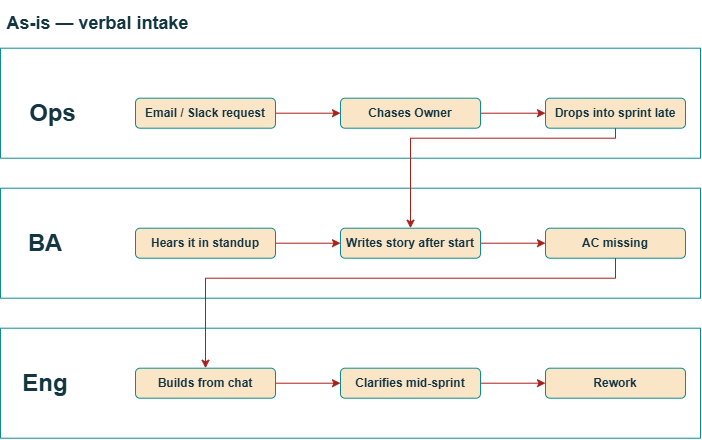 As-is — verbal intake
Ops
Email / Slack request
Chases Owner
Drops into sprint late
BA
Hears it in standup
Writes story after start
AC missing
Eng
Builds from chat
Clarifies mid-sprint
Rework